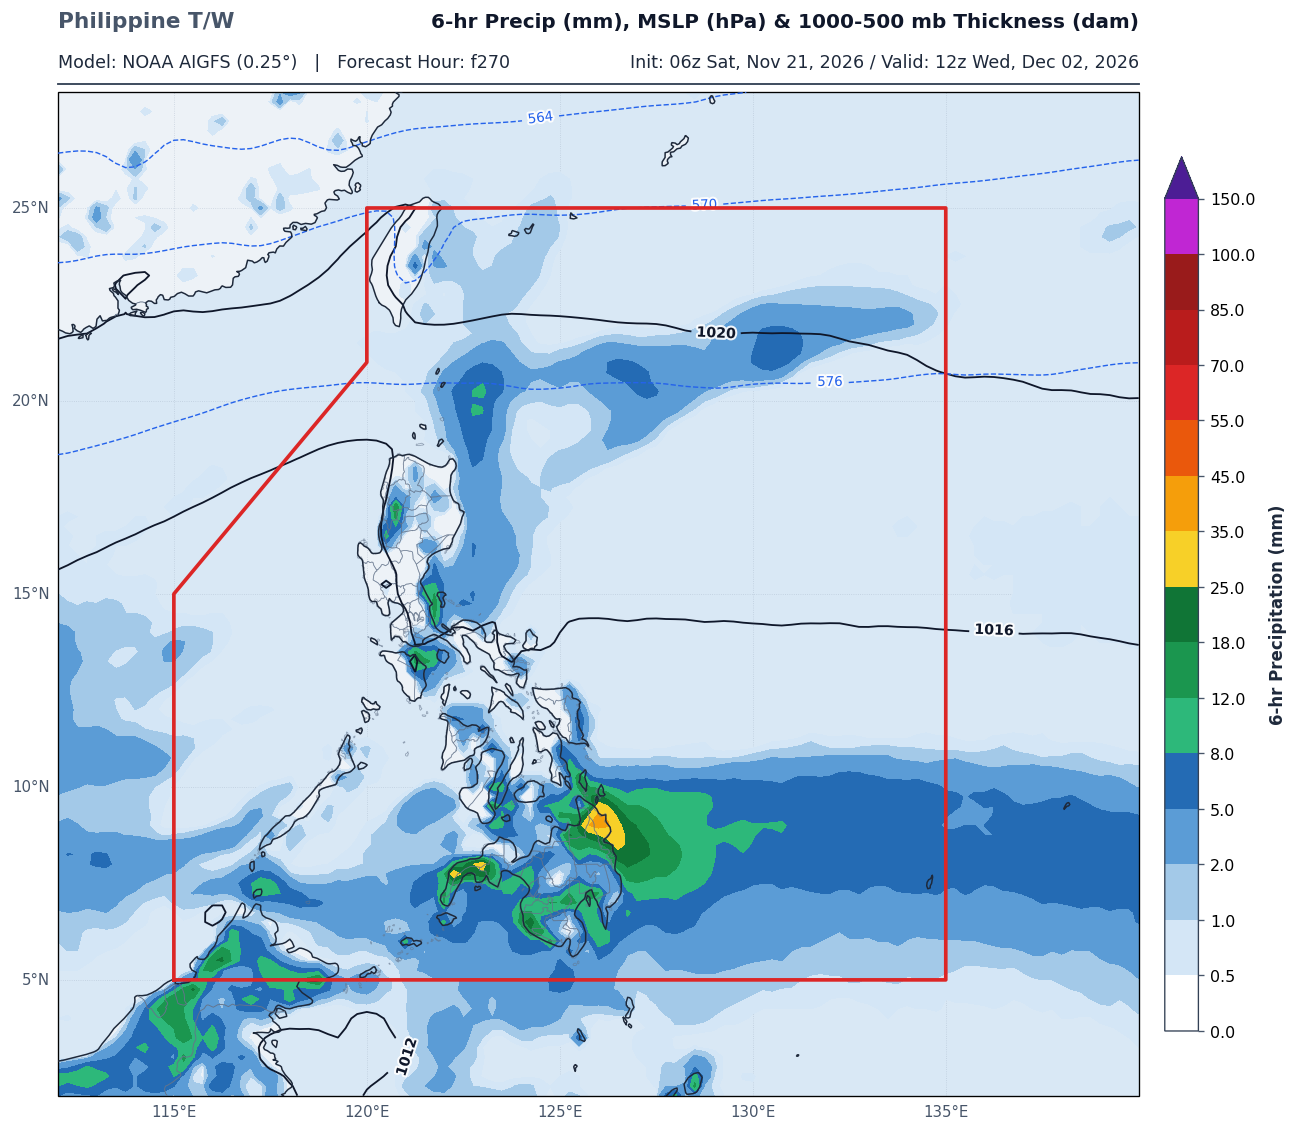 Philippine T/W
6-hr Precip (mm), MSLP (hPa) & 1000-500 mb Thickness (dam)
Model: NOAA AIGFS (0.25°) | Forecast Hour: f270
Init: 06z Sat, Nov 21, 2026 / Valid: 12z Wed, Dec 02, 2026
564
570
1020
576
1016
1012
25°N
20°N
15°N
10°N
5°N
115°E
120°E
125°E
130°E
135°E
150.0
100.0
85.0
70.0
55.0
45.0
35.0
25.0
18.0
12.0
8.0
5.0
2.0
1.0
0.5
0.0
6-hr Precipitation (mm)